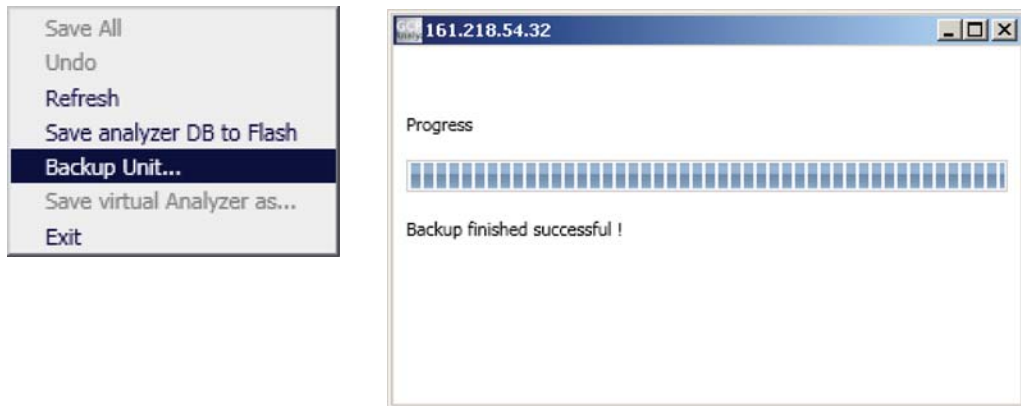 Save All
Undo
Refresh
Save analyzer DB to Flash
Backup Unit...
Save virtual Analyzer as...
Exit
161.218.54.32
Progress
Backup finished successful !